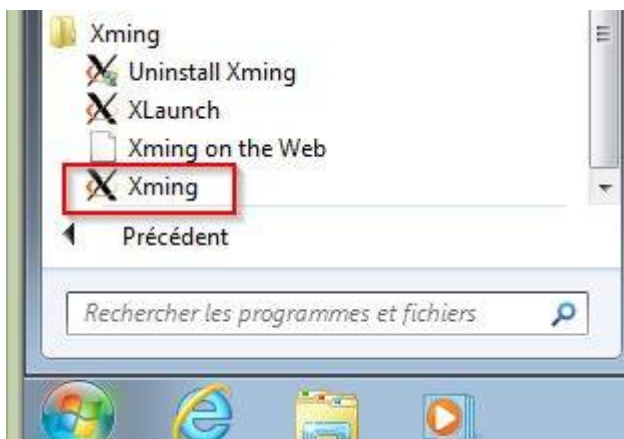 Xming
Uninstall Xming
XLaunch
Xming on the Web
Xming
Précédent
Rechercher les programmes et fichiers